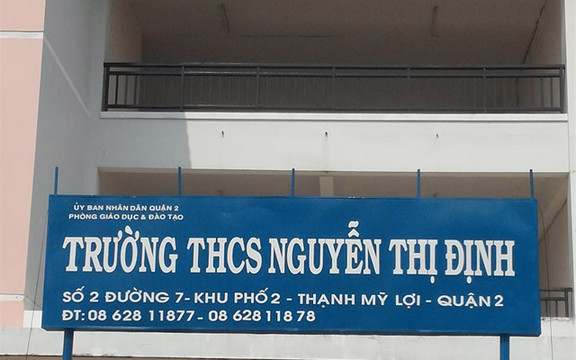 ỦY BAN NHÂN DÂN QUẬN 2
PHÒNG GIÁO DỤC & ĐÀO TẠO
TRƯỜNG THCS NGUYỄN THỊ ĐỊNH
SỐ 2 ĐƯỜNG 7- KHU PHỐ 2 - THẠNH MỸ LỢI - QUẬN 2
ĐT: 08 628 11877 - 08 628 118 78